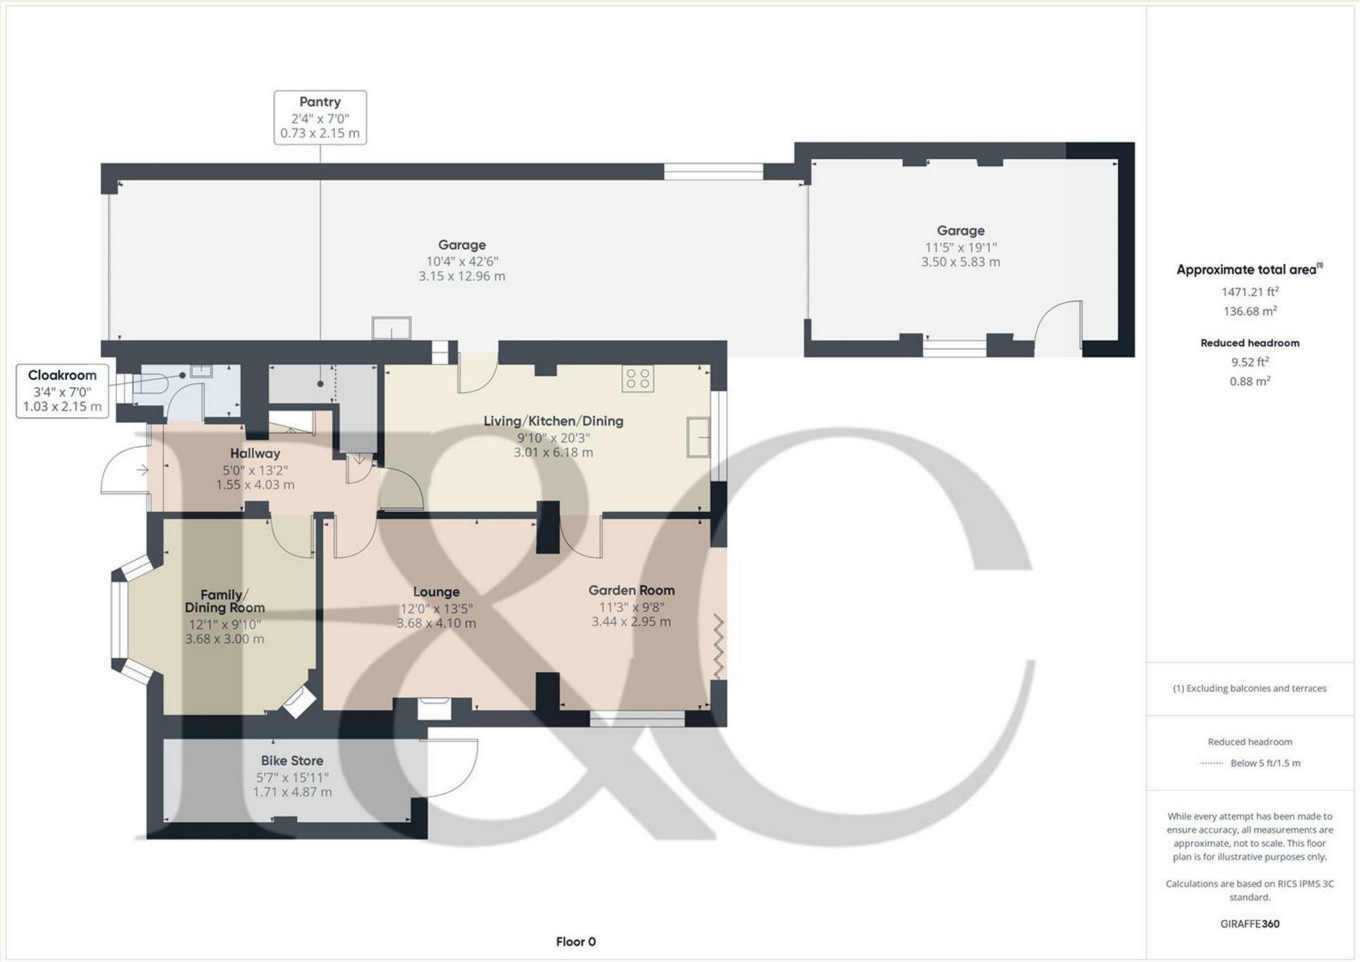 Pantry
2'4" x 7'0"
0.73 x 2.15 m
Garage
10'4" x 42'6"
3.15 x 12.96 m
Garage
11'5" x 19'1"
3.50 x 5.83 m
Cloakroom
3'4" x 7'0"
1.03 x 2.15 m
Hallway
5'0" x 13'2"
1.55 x 4.03 m
Living/Kitchen/Dining
9'10" x 20'3"
3.01 x 6.18 m
Family/
Dining Room
12'1" x 9'10"
3.68 x 3.00 m
Lounge
12'0" x 13'5"
3.68 x 4.10 m
Garden Room
11'3" x 9'8"
3.44 x 2.95 m
Bike Store
5'7" x 15'11"
1.71 x 4.87 m
F&C
Floor 0
Approximate total area(1)
1471.21 ft²
136.68 m²
Reduced headroom
9.52 ft²
0.88 m²
(1) Excluding balconies and terraces
Reduced headroom
Below 5 ft/1.5 m
While every attempt has been made to
ensure accuracy, all measurements are
approximate, not to scale. This floor
plan is for illustrative purposes only.
Calculations are based on RICS IPMS 3C
standard.
GIRAFFE360